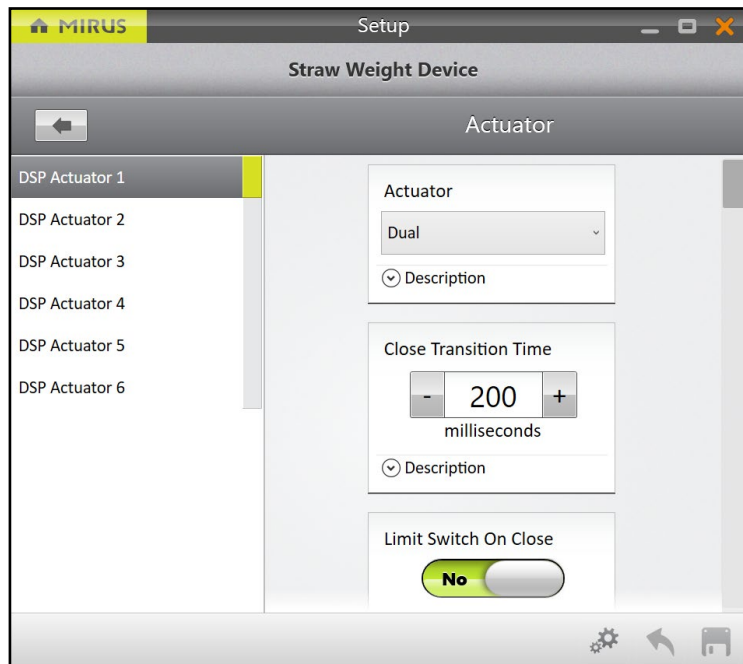 MIRUS
Setup
Straw Weight Device
Actuator
DSP Actuator 1
DSP Actuator 2
DSP Actuator 3
DSP Actuator 4
DSP Actuator 5
DSP Actuator 6
Actuator
Dual
Description
Close Transition Time
- 200 +
milliseconds
Description
Limit Switch On Close
No